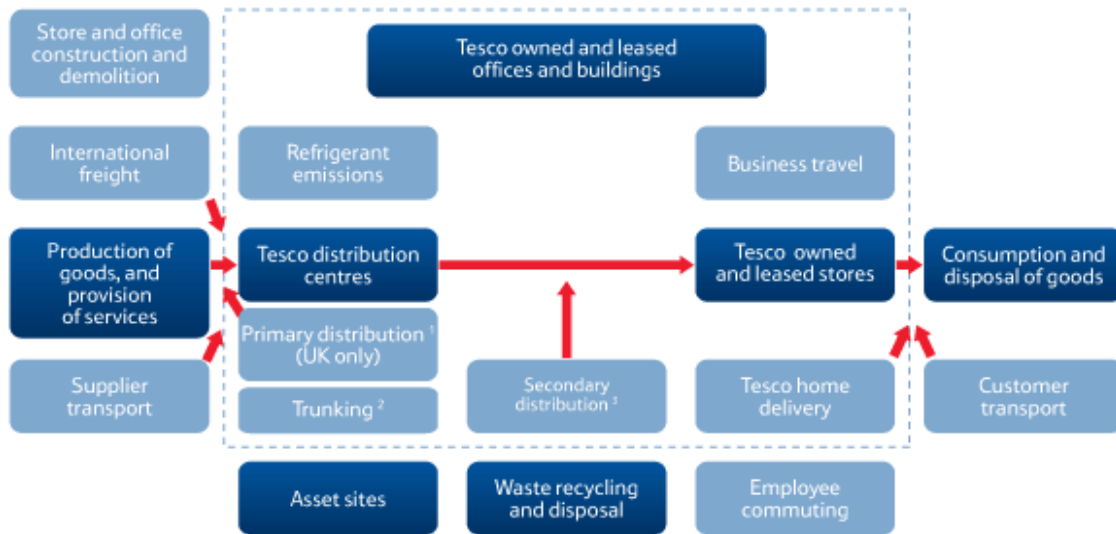 Store and office
construction and
demolition
Tesco owned and leased
offices and buildings
International
freight
Refrigerant
emissions
Business travel
Production of
goods, and
provision
of services
Tesco distribution
centres
Tesco owned
and leased stores
Consumption and
disposal of goods
Primary distribution ¹
(UK only)
Supplier
transport
Trunking ²
Secondary
distribution ³
Tesco home
delivery
Customer
transport
Asset sites
Waste recycling
and disposal
Employee
commuting